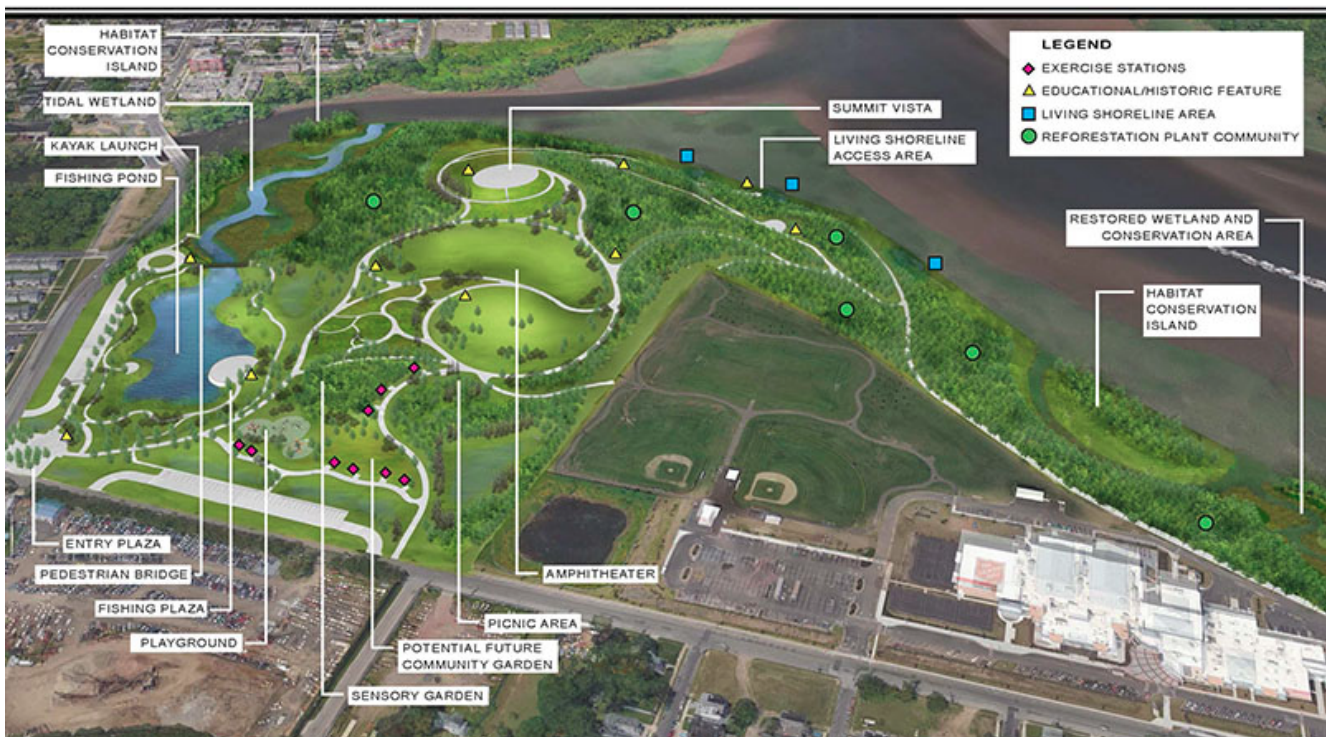 HABITAT
CONSERVATION
ISLAND
TIDAL WETLAND
KAYAK LAUNCH
FISHING POND
SUMMIT VISTA
LIVING SHORELINE
ACCESS AREA
LEGEND
EXERCISE STATIONS
EDUCATIONAL/HISTORIC FEATURE
LIVING SHORELINE AREA
REFORESTATION PLANT COMMUNITY
RESTORED WETLAND AND
CONSERVATION AREA
HABITAT
CONSERVATION
ISLAND
ENTRY PLAZA
PEDESTRIAN BRIDGE
FISHING PLAZA
PLAYGROUND
SENSORY GARDEN
POTENTIAL FUTURE
COMMUNITY GARDEN
PICNIC AREA
AMPHITHEATER